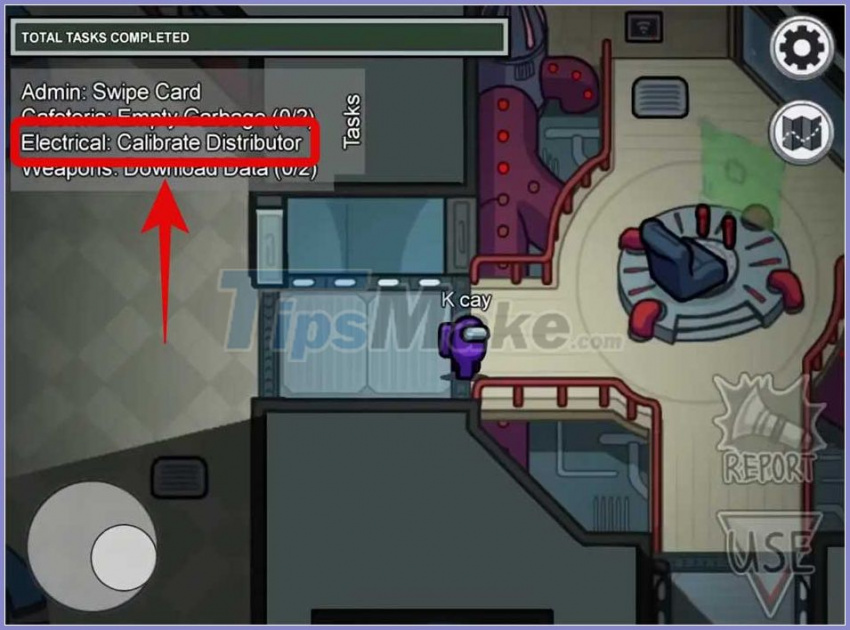 TOTAL TASKS COMPLETED
Admin: Swipe Card
Cafeteria: Empty Garbage (0/2)
Electrical: Calibrate Distributor
Weapons: Download Data (0/2)
Tasks
K cay
TipsMake.com
REPORT
USE